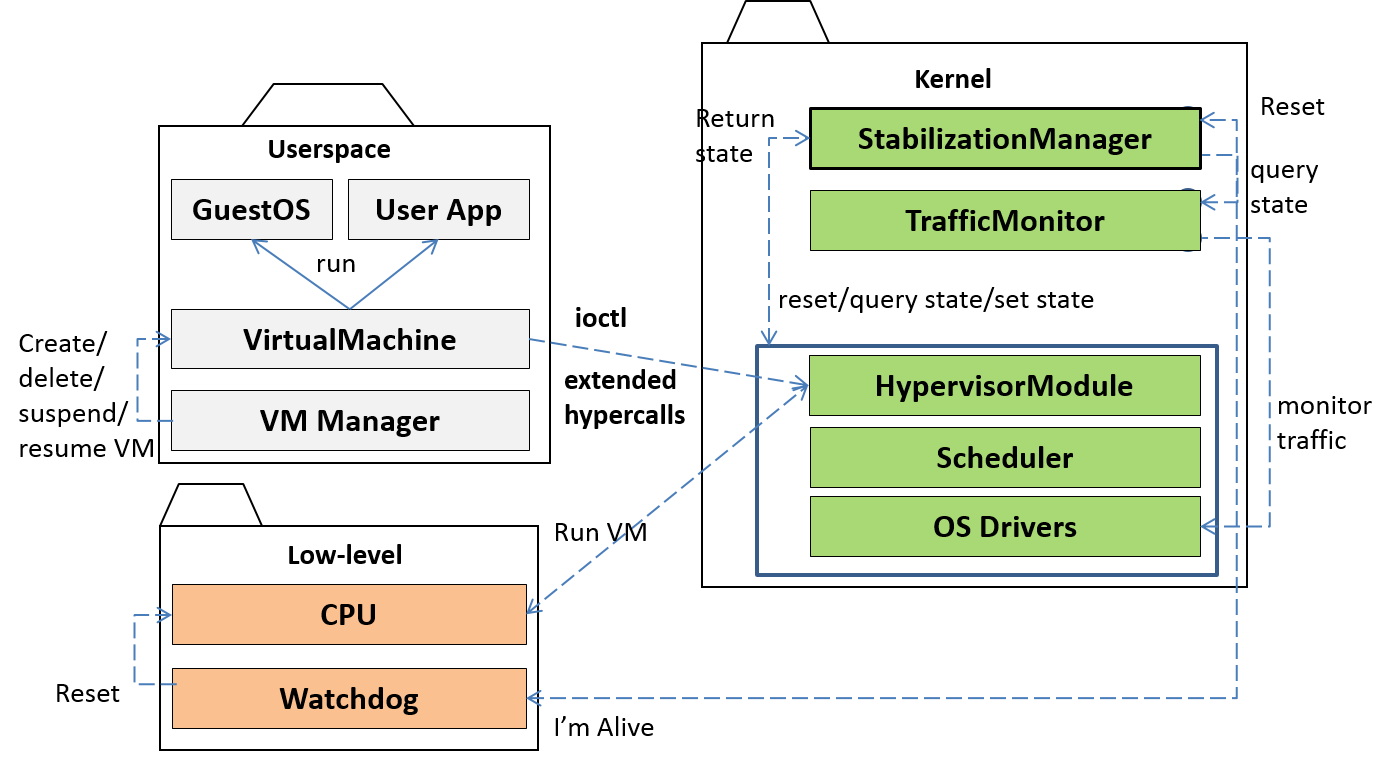 Kernel
Return
state
StabilizationManager
Reset
query
state
TrafficMonitor
reset/query state/set state
HypervisorModule
Scheduler
OS Drivers
monitor
traffic
Userspace
GuestOS
User App
run
VirtualMachine
VM Manager
Create/
delete/
suspend/
resume VM
ioctl
extended
hypercalls
Low-level
CPU
Watchdog
Reset
Run VM
I’m Alive